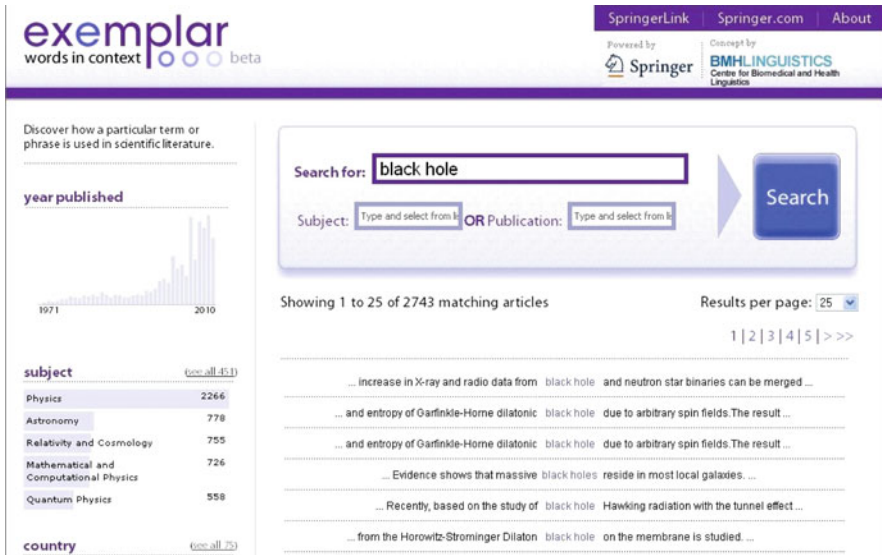 exemplar
words in context
beta
SpringerLink | Springer.com | About
Powered by
Springer
Concept by
BMHLINGUISTICS
Centre for Biomedical and Health
Linguistics
Discover how a particular term or
phrase is used in scientific literature.
year published
1971 2010
subject (see all 451)
Physics 2266
Astronomy 778
Relativity and Cosmology 755
Mathematical and
Computational Physics 726
Quantum Physics 558
country (see all 75)
Search for: black hole
Subject: Type and select from li OR Publication: Type and select from li
Search
Showing 1 to 25 of 2743 matching articles
Results per page: 25
1 | 2 | 3 | 4 | 5 | > >>
... increase in X-ray and radio data from black hole and neutron star binaries can be merged ...
... and entropy of Garfinkle-Horne dilatonic black hole due to arbitrary spin fields.The result ...
... and entropy of Garfinkle-Horne dilatonic black hole due to arbitrary spin fields.The result ...
... Evidence shows that massive black holes reside in most local galaxies. ...
... Recently, based on the study of black hole Hawking radiation with the tunnel effect ...
... from the Horowitz-Strominger Dilaton black hole on the membrane is studied. ...